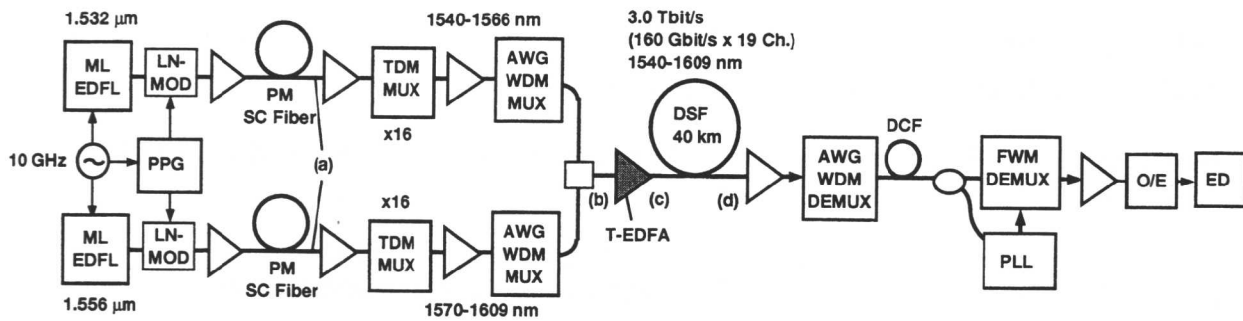 1.532 µm
ML
EDFL
LN-
MOD
PM
SC Fiber
TDM
MUX
x16
1540-1566 nm
AWG
WDM
MUX
10 GHz
PPG
(a)
ML
EDFL
1.556 µm
LN-
MOD
PM
SC Fiber
x16
TDM
MUX
AWG
WDM
MUX
1570-1609 nm
(b)
T-EDFA
(c)
3.0 Tbit/s
(160 Gbit/s x 19 Ch.)
1540-1609 nm
DSF
40 km
(d)
AWG
WDM
DEMUX
DCF
FWM
DEMUX
PLL
O/E
ED